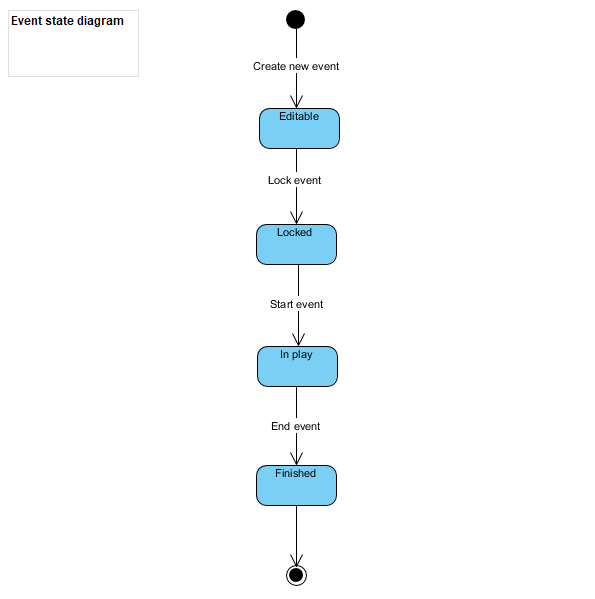 Event state diagram
Create new event
Editable
Lock event
Locked
Start event
In play
End event
Finished